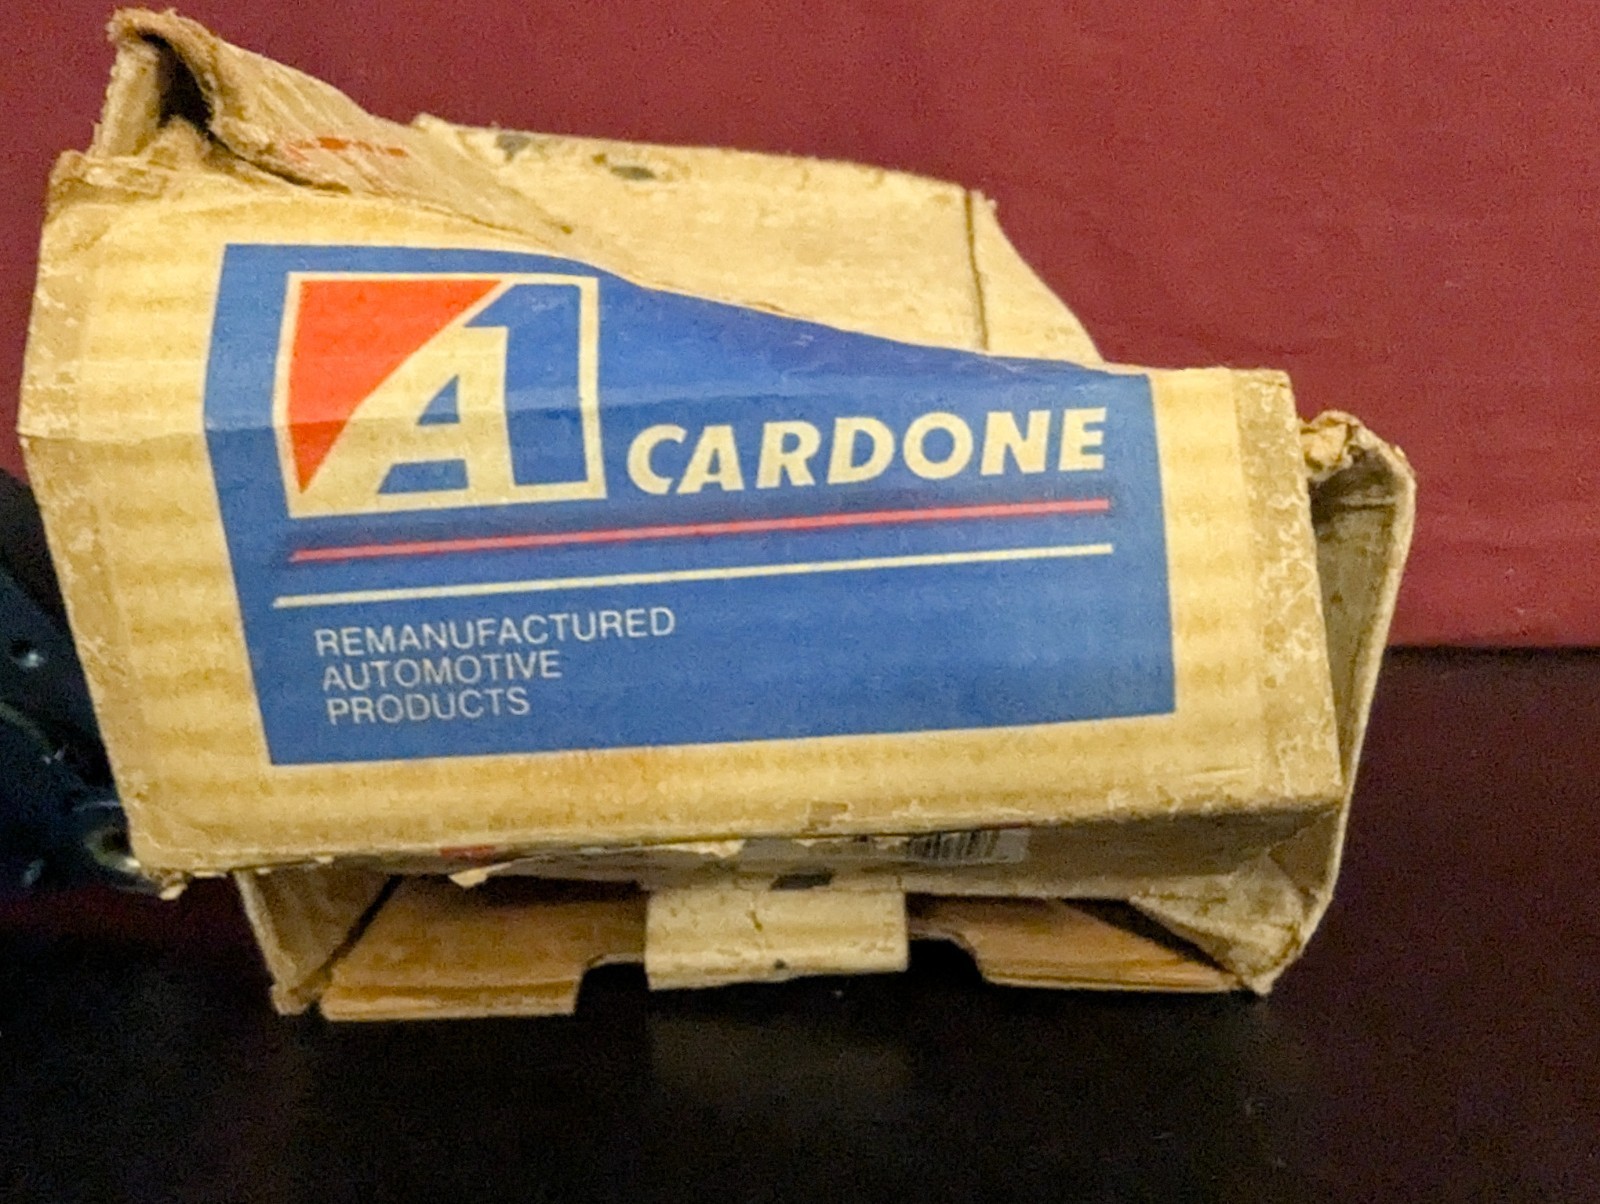 A1 CARDONE
REMANUFACTURED
AUTOMOTIVE
PRODUCTS